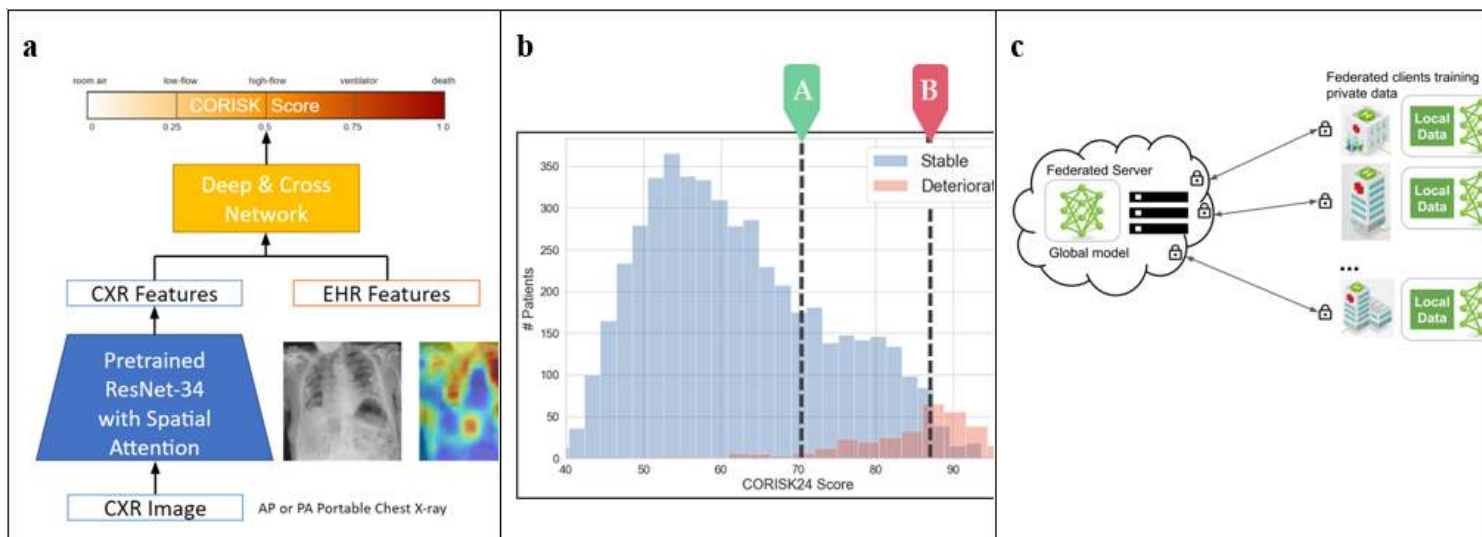 a
room air low-flow high-flow ventilator death
CORISK Score
0 0.25 0.5 0.75 1.0
Deep & Cross
Network
CXR Features
EHR Features
Pretrained
ResNet-34
with Spatial
Attention
CXR Image
AP or PA Portable Chest X-ray
b
A
B
Stable
Deteriorat
# Patients
350
300
250
200
150
100
50
0
40 50 60 70 80 90
CORISK24 Score
c
Federated clients training
private data
Federated Server
Global model
Local
Data
Local
Data
...
Local
Data